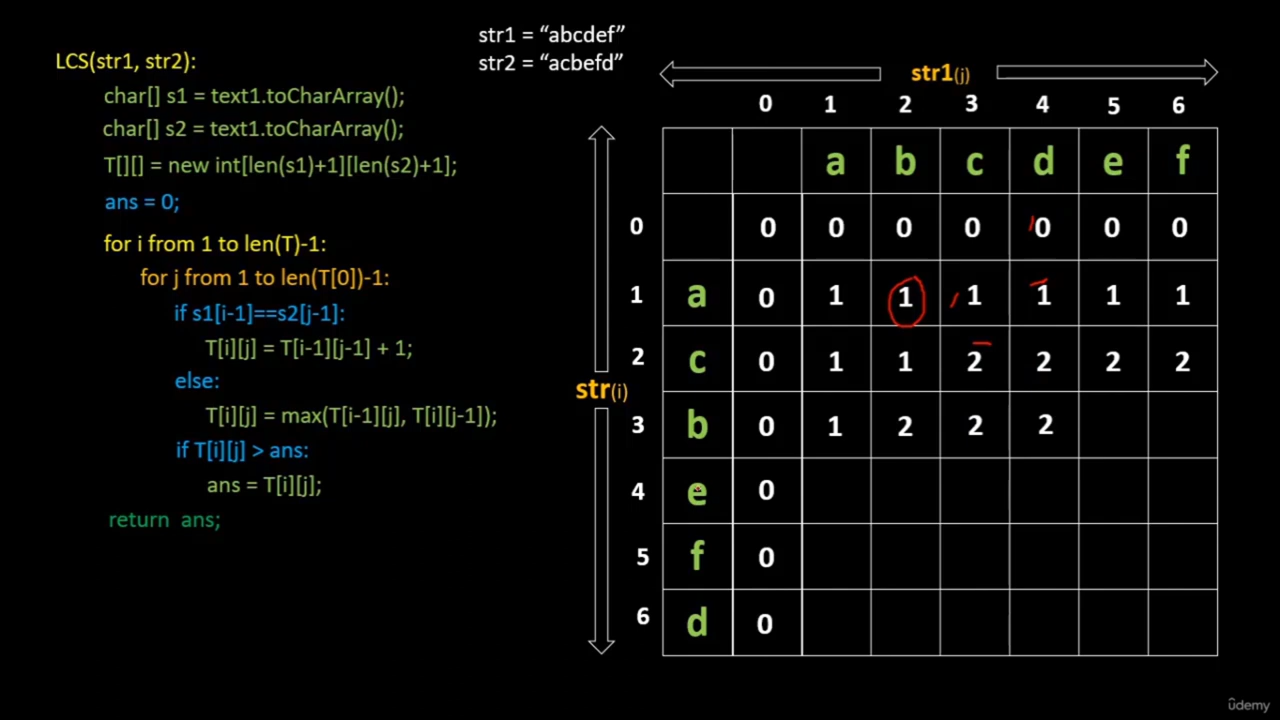 str1 = “abcdef”
str2 = “acbefd”
LCS(str1, str2):
char[] s1 = text1.toCharArray();
char[] s2 = text1.toCharArray();
T[][] = new int[len(s1)+1][len(s2)+1];
ans = 0;
for i from 1 to len(T)-1:
for j from 1 to len(T[0])-1:
if s1[i-1]==s2[j-1]:
T[i][j] = T[i-1][j-1] + 1;
else:
T[i][j] = max(T[i-1][j], T[i][j-1]);
if T[i][j] > ans:
ans = T[i][j];
return ans;
str1(j)
0 1 2 3 4 5 6
a b c d e f
0 0 0 0 0 0 0 0
1 a 0 1 1 1 1 1 1
2 c 0 1 1 2 2 2 2
str(i)
3 b 0 1 2 2 2
4 e 0
5 f 0
6 d 0
ûdemy